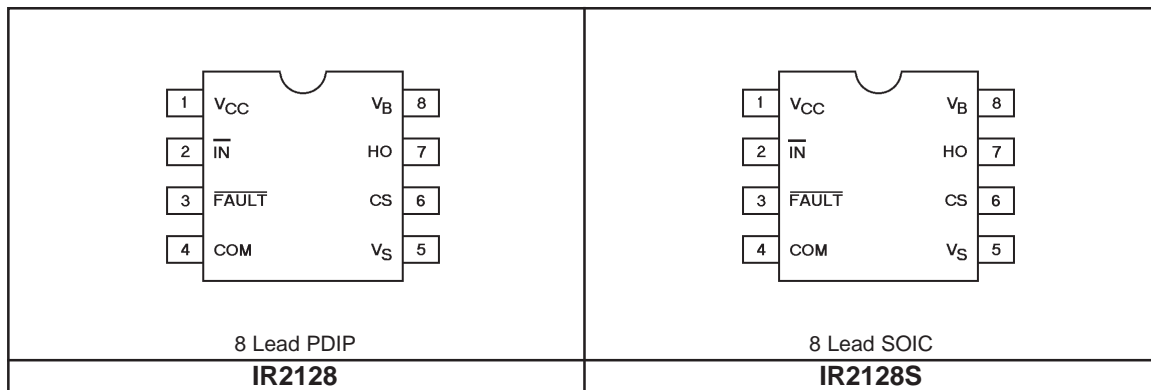 1 VCC VB 8
2 IN HO 7
3 FAULT CS 6
4 COM VS 5
8 Lead PDIP
IR2128
1 VCC VB 8
2 IN HO 7
3 FAULT CS 6
4 COM VS 5
8 Lead SOIC
IR2128S